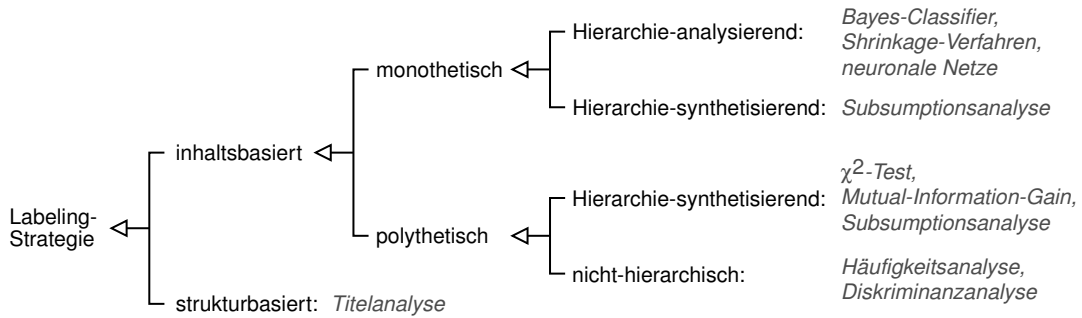 Labeling-
Strategie
inhaltsbasiert
monothetisch
Hierarchie-analysierend:
Bayes-Classifier,
Shrinkage-Verfahren,
neuronale Netze
Hierarchie-synthetisierend: Subsumptionsanalyse
polythetisch
Hierarchie-synthetisierend:
χ²-Test,
Mutual-Information-Gain,
Subsumptionsanalyse
nicht-hierarchisch:
Häufigkeitsanalyse,
Diskriminanzanalyse
strukturbasiert: Titelanalyse